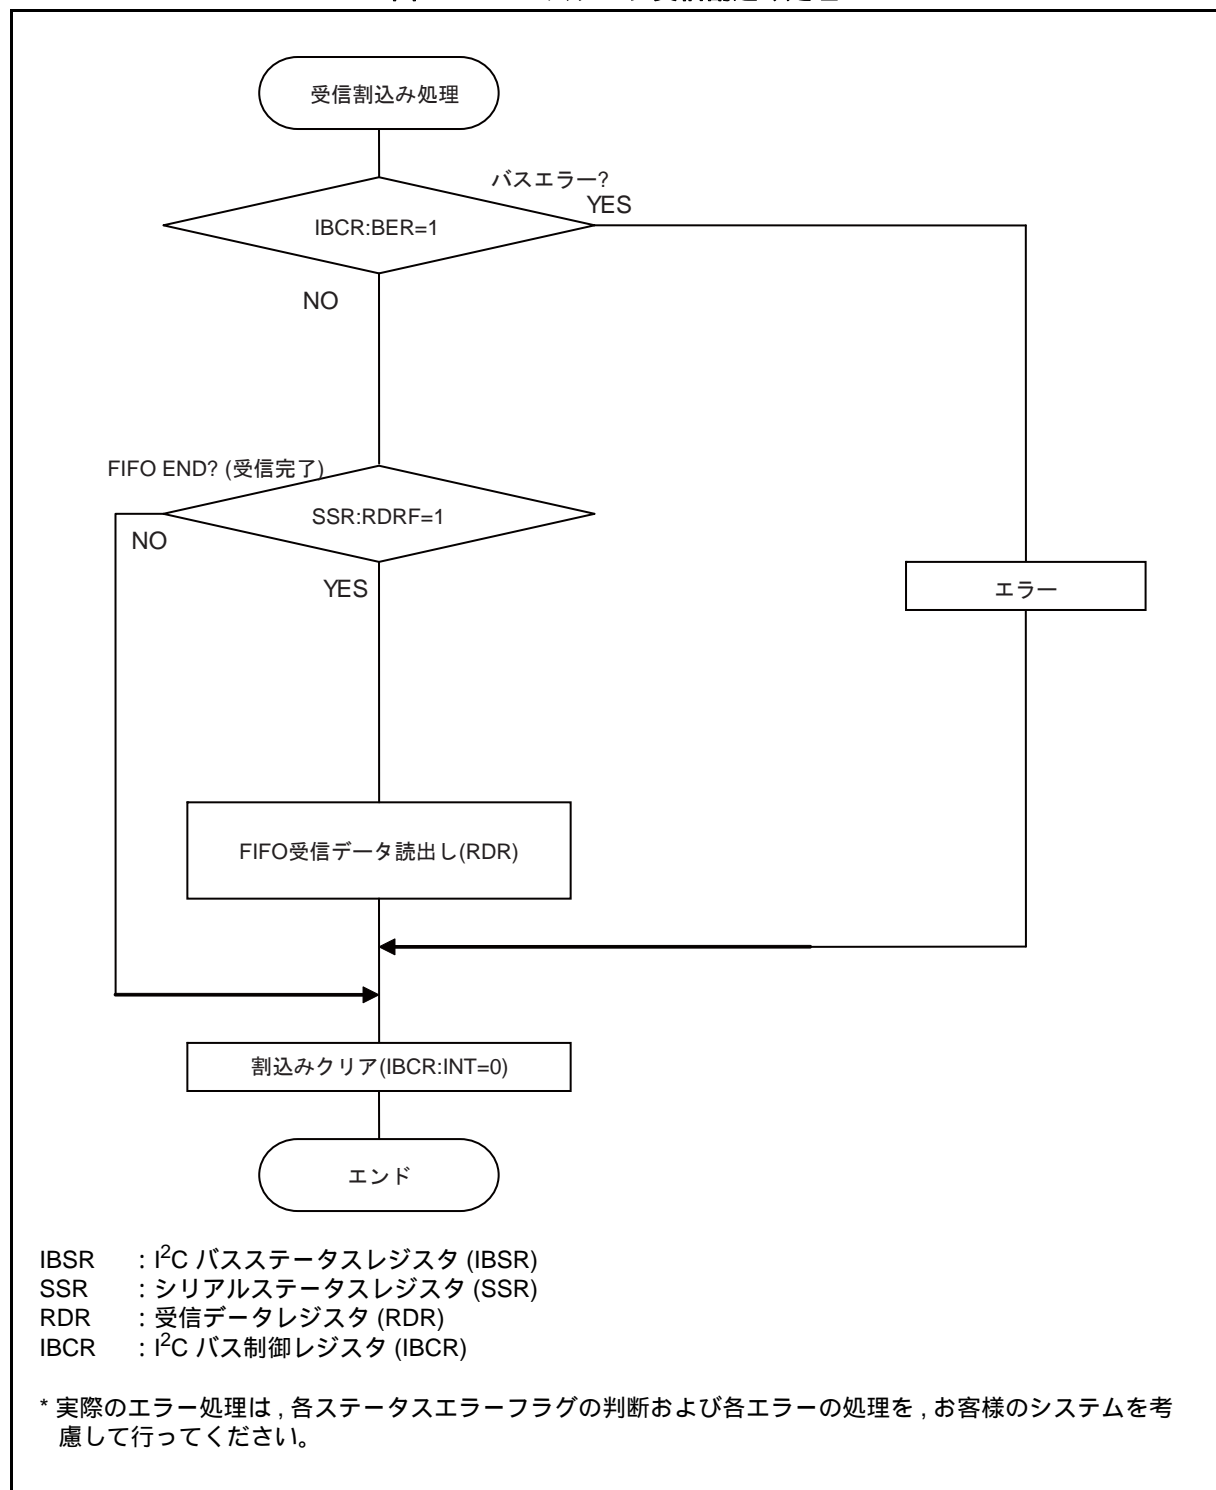 受信割込み処理
バスエラー?
YES
IBCR:BER=1
NO
FIFO END? (受信完了)
SSR:RDRF=1
NO
YES
エラー
FIFO受信データ読出し(RDR)
割込みクリア(IBCR:INT=0)
エンド
IBSR : I²C バスステータスレジスタ (IBSR)
SSR : シリアルステータスレジスタ (SSR)
RDR : 受信データレジスタ (RDR)
IBCR : I²C バス制御レジスタ (IBCR)
* 実際のエラー処理は , 各ステータスエラーフラグの判断および各エラーの処理を , お客様のシステムを考
慮して行ってください。